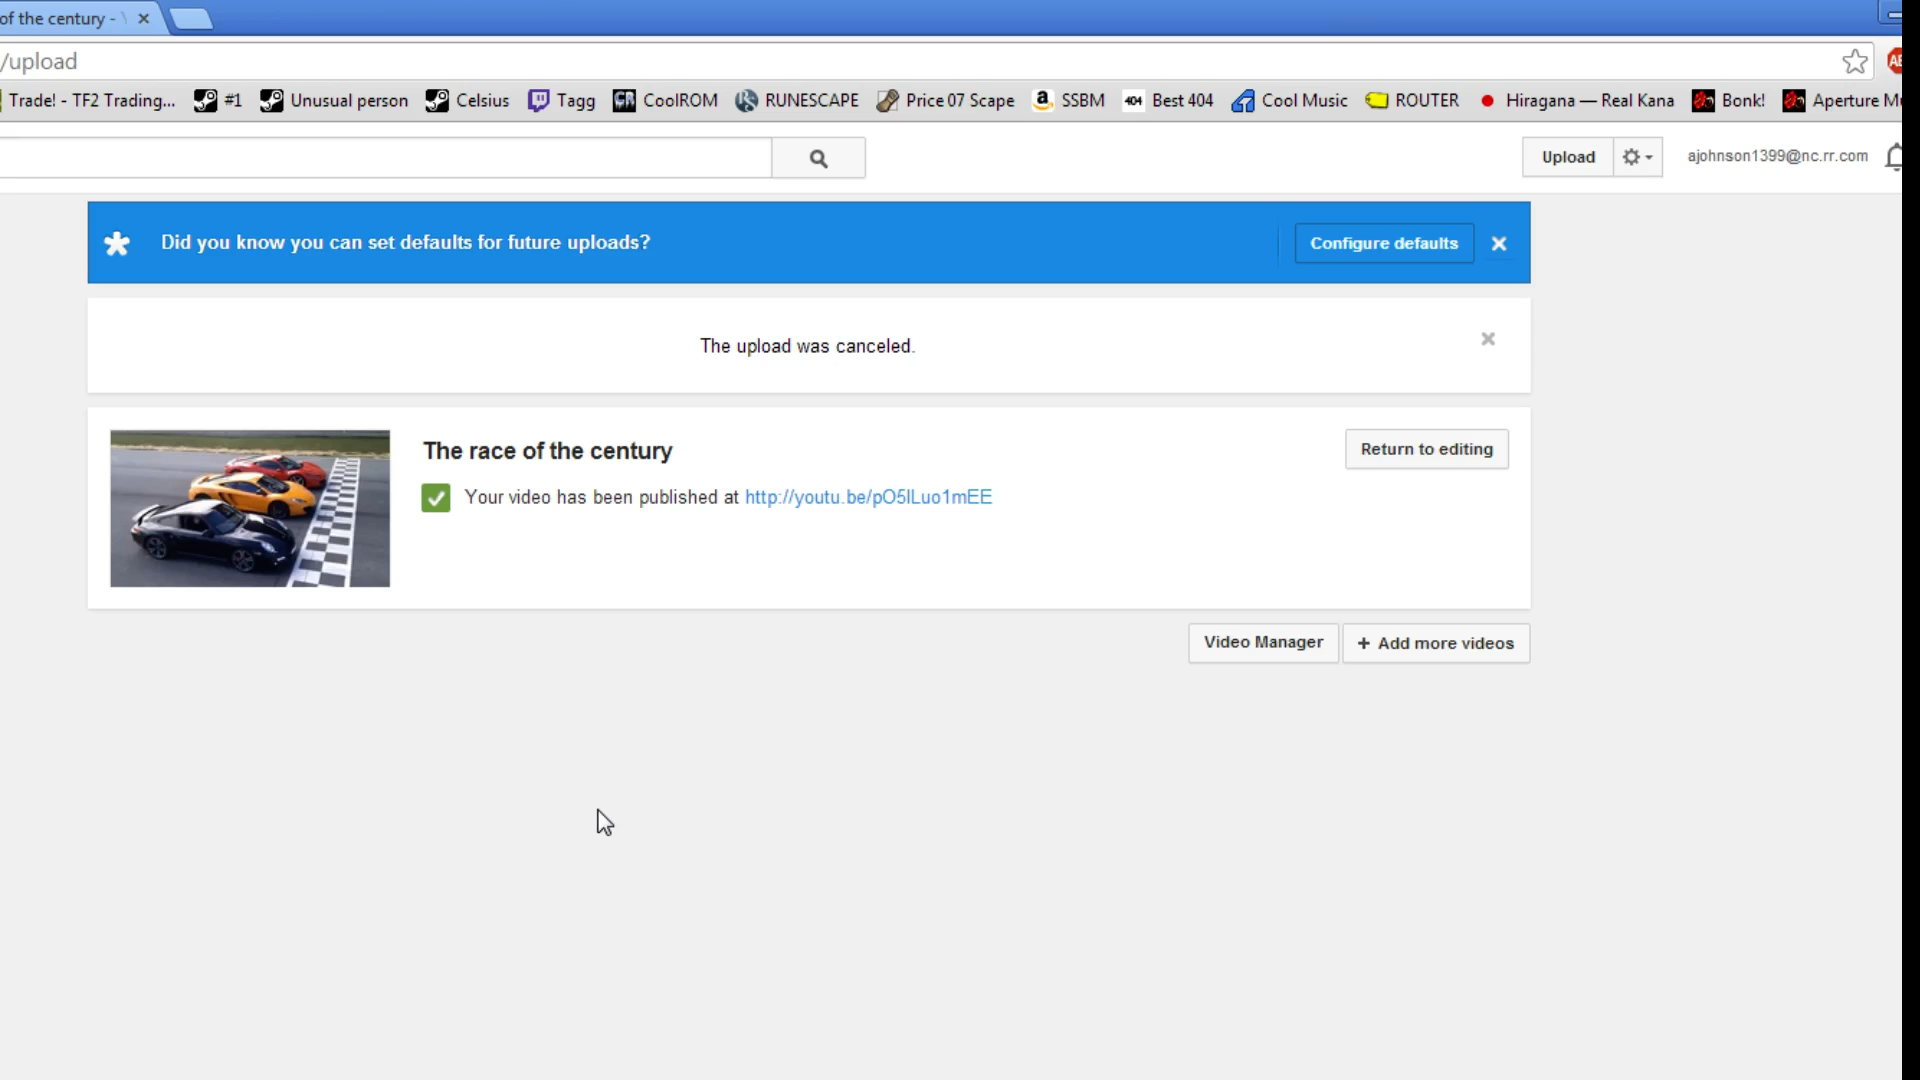 of the century -
/upload
Trade! - TF2 Trading... #1 Unusual person Celsius Tagg CoolROM RUNESCAPE Price 07 Scape SSBM Best 404 Cool Music ROUTER Hiragana — Real Kana Bonk! Aperture
Upload ajohnson1399@nc.rr.com
Did you know you can set defaults for future uploads? Configure defaults
The upload was canceled.
The race of the century Return to editing
Your video has been published at http://youtu.be/pO5lLuo1mEE
Video Manager + Add more videos